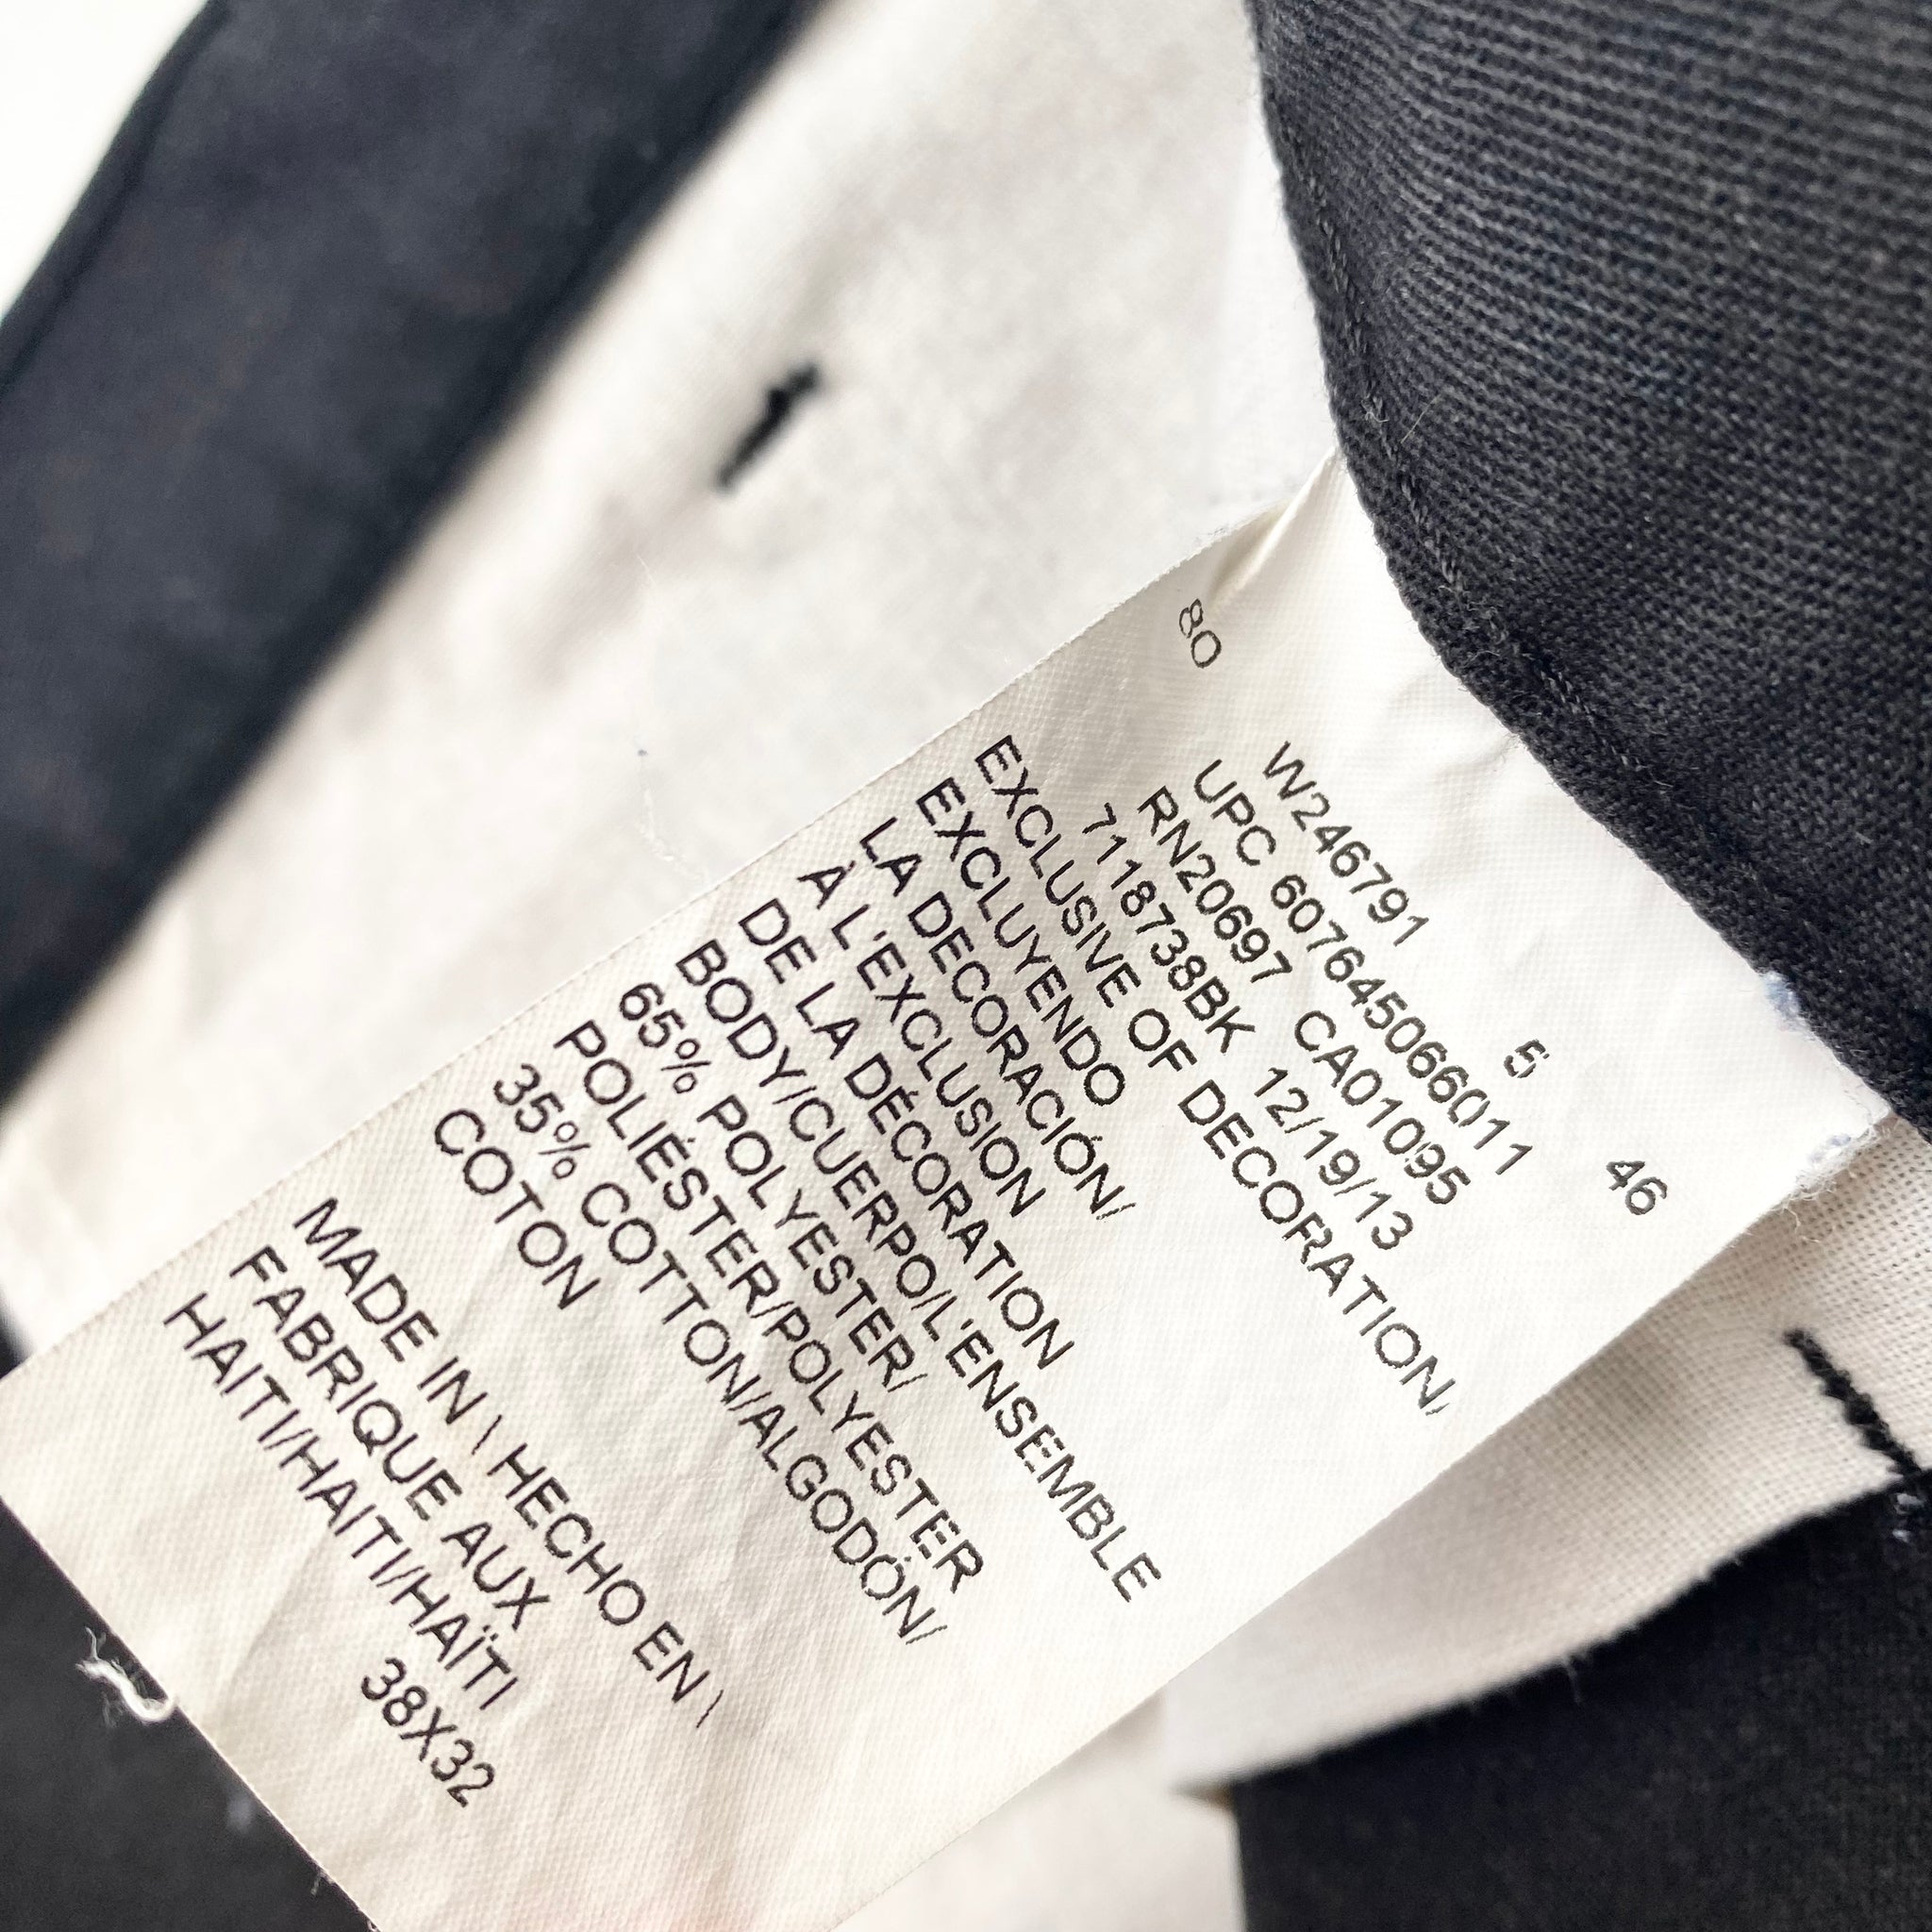 80
5 46
W246791
UPC 607645066011
RN20697 CA01095
7118738BK 12/19/13
EXCLUSIVE OF DECORATION/
EXCLUYENDO
LA DECORACIÓN/
À L'EXCLUSION
DE LA DÉCORATION
BODY/CUERPO/L'ENSEMBLE
65% POLYESTER/
POLIÉSTER/POLYESTER
35% COTTON/ALGODÓN/
COTON
MADE IN \ HECHO EN \
FABRIQUE AUX
HAITI/HAITI/HAÏTI
38X32